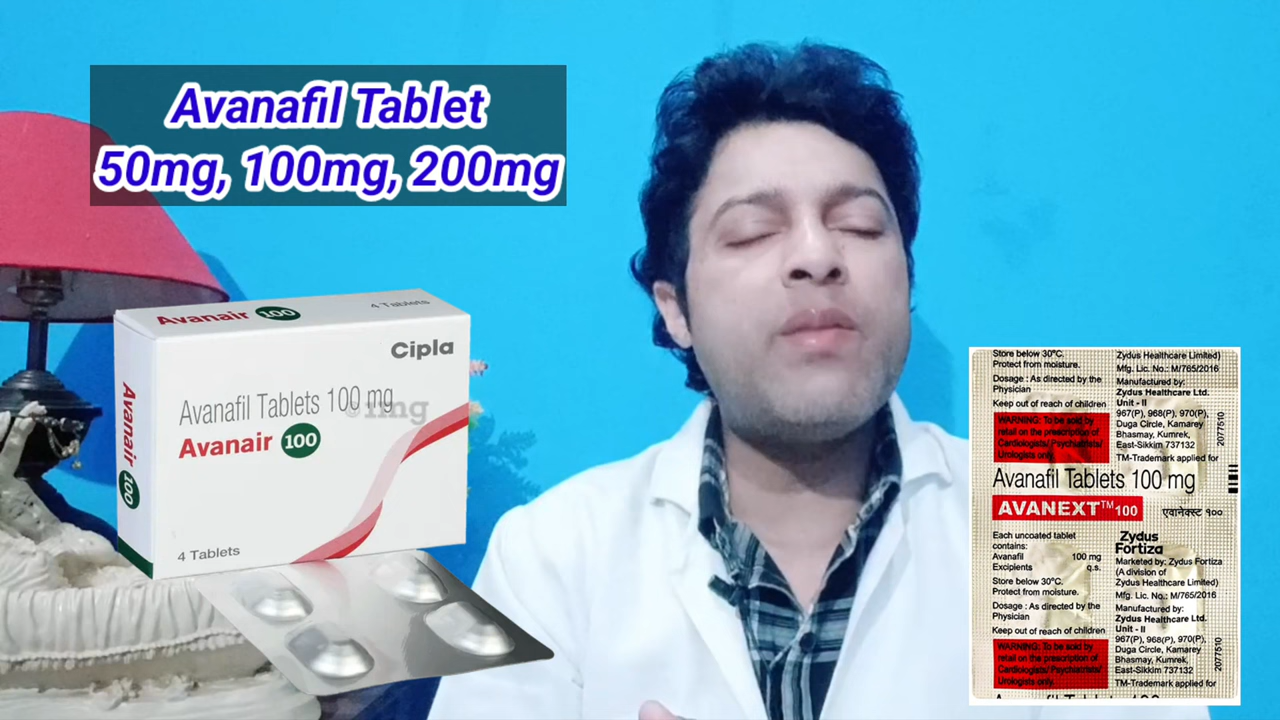 Avanafil Tablet
50mg, 100mg, 200mg
Avanair 100
4 Tablets
Cipla
Avanafil Tablets 100 mg
Avanair 100
4 Tablets
Avanair 100
Store below 30°C.
Protect from moisture.
Dosage : As directed by the
Physician
Keep out of reach of children
WARNING: To be sold by
retail on the prescription of
Cardiologists/ Psychiatrists/
Urologists only.
Zydus Healthcare Limited)
Mfg. Lic. No.: M/765/2016
Manufactured by:
Zydus Healthcare Ltd.
Unit - II
967(P), 968(P), 970(P),
Duga Circle, Kamarey
Bhasmay, Kumrek,
East-Sikkim 737132
TM-Trademark applied for
2077510
Avanafil Tablets 100 mg
AVANEXT™100
एवानेक्स्ट १००
Each uncoated tablet
contains:
Avanafil 100 mg
Excipients q.s.
Store below 30°C.
Protect from moisture.
Dosage : As directed by the
Physician
Keep out of reach of children
WARNING: To be sold by
retail on the prescription of
Cardiologists/ Psychiatrists/
Urologists only.
Zydus
Fortiza
Marketed by: Zydus Fortiza
(A division of
Zydus Healthcare Limited)
Mfg. Lic. No.: M/765/2016
Manufactured by:
Zydus Healthcare Ltd.
Unit - II
967(P), 968(P), 970(P),
Duga Circle, Kamarey
Bhasmay, Kumrek,
East-Sikkim 737132
TM-Trademark applied for
2077510